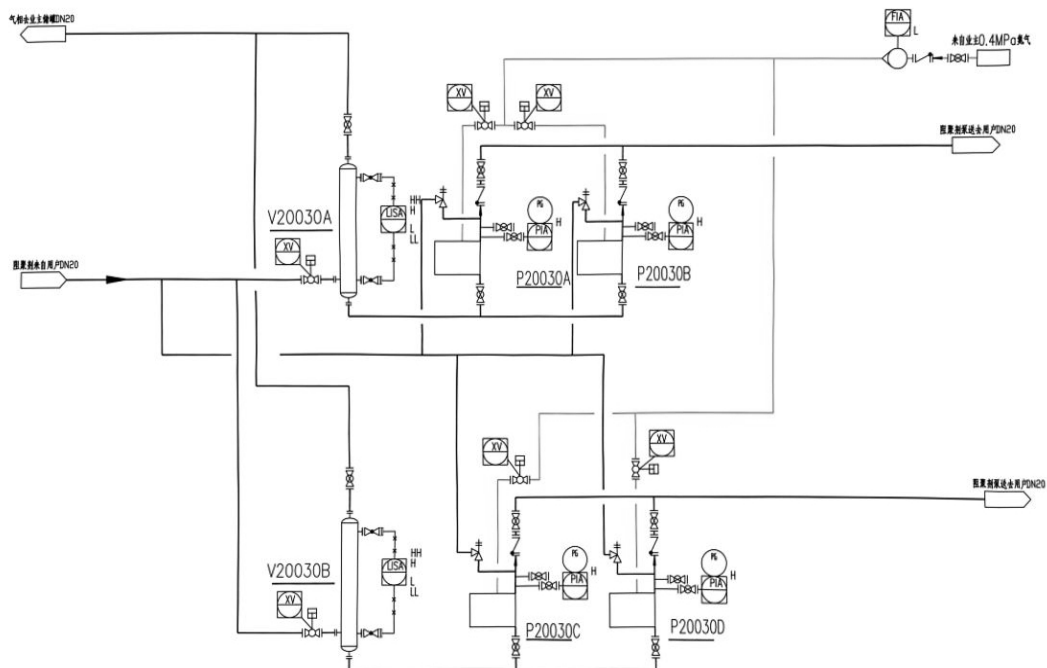 气相去业主储罐DN20
FIA
L
来自业主0.4MPa氮气
XV
XV
阻聚剂泵送去用户DN20
V20030A
LISA
HH
H
L
LL
PG
PIA
H
PG
PIA
H
XV
阻聚剂来自用户DN20
P20030A
P20030B
XV
XV
阻聚剂泵送去用户DN20
V20030B
LISA
HH
H
L
LL
PG
PIA
H
PG
PIA
H
XV
P20030C
P20030D